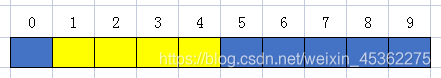 0 1 2 3 4 5 6 7 8 9
https://blog.csdn.net/weixin_45362275